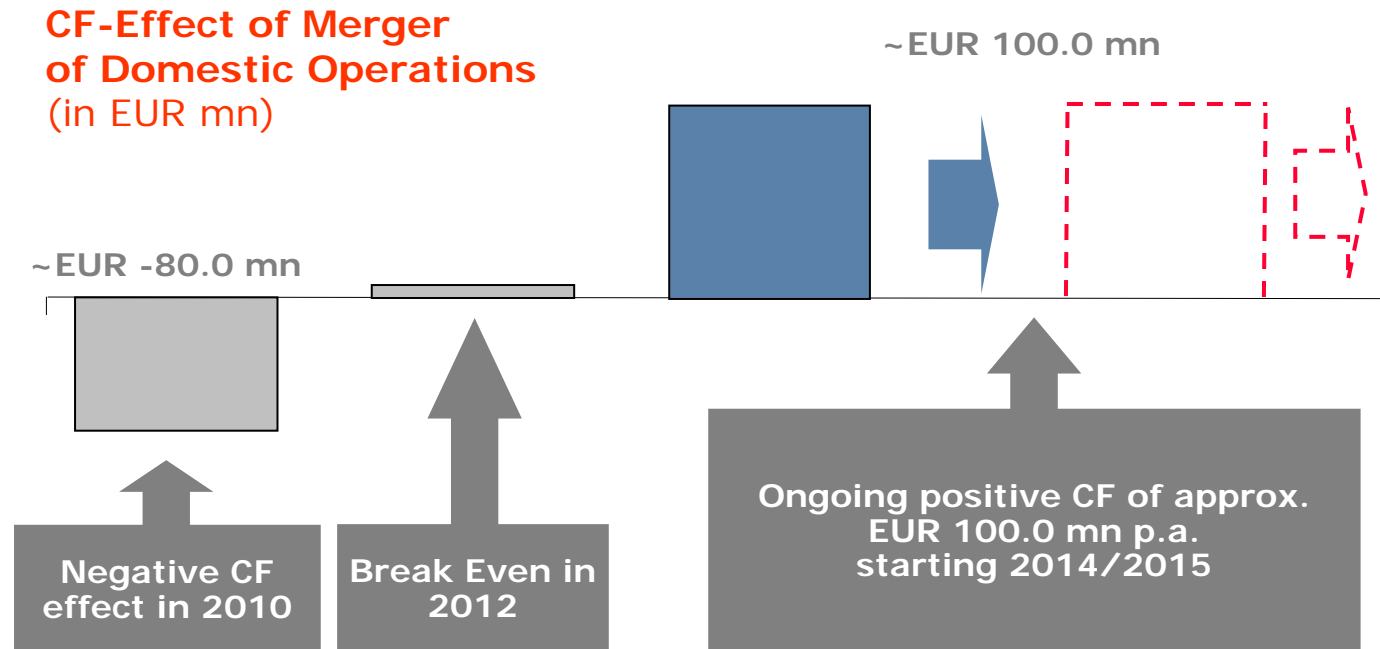 CF-Effect of Merger
of Domestic Operations
(in EUR mn)
~EUR 100.0 mn
~EUR -80.0 mn
Negative CF
effect in 2010
Break Even in
2012
Ongoing positive CF of approx.
EUR 100.0 mn p.a.
starting 2014/2015